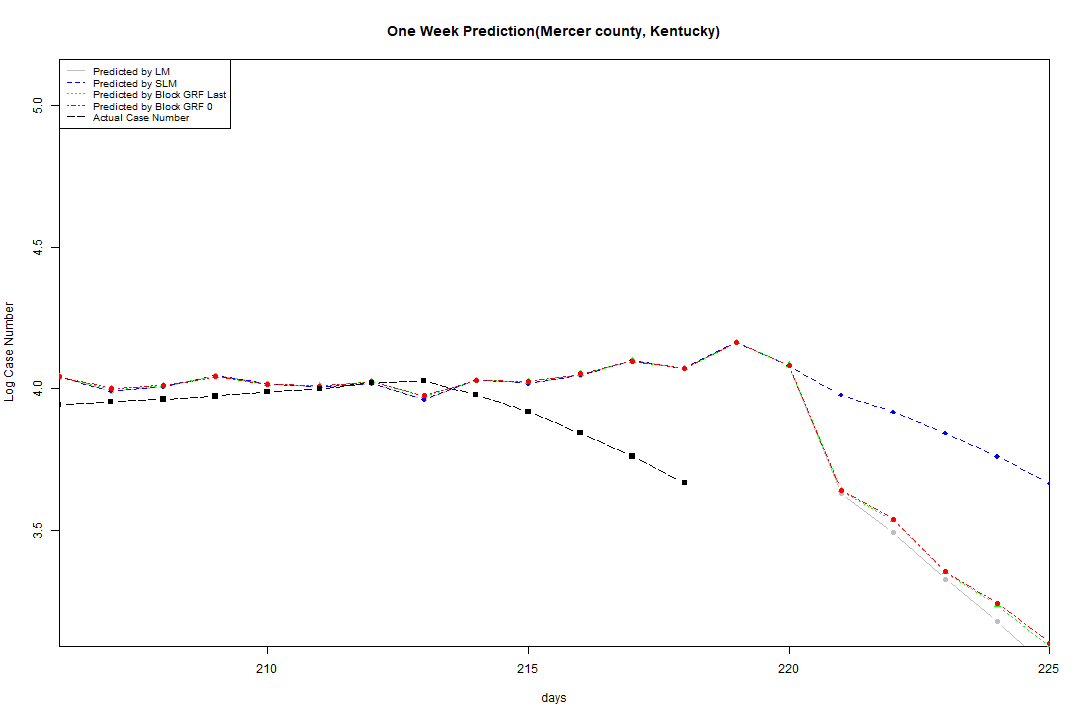 One Week Prediction(Mercer county, Kentucky)
Predicted by LM
Predicted by SLM
Predicted by Block GRF Last
Predicted by Block GRF 0
Actual Case Number
5.0
4.5
4.0
3.5
Log Case Number
210 215 220 225
days